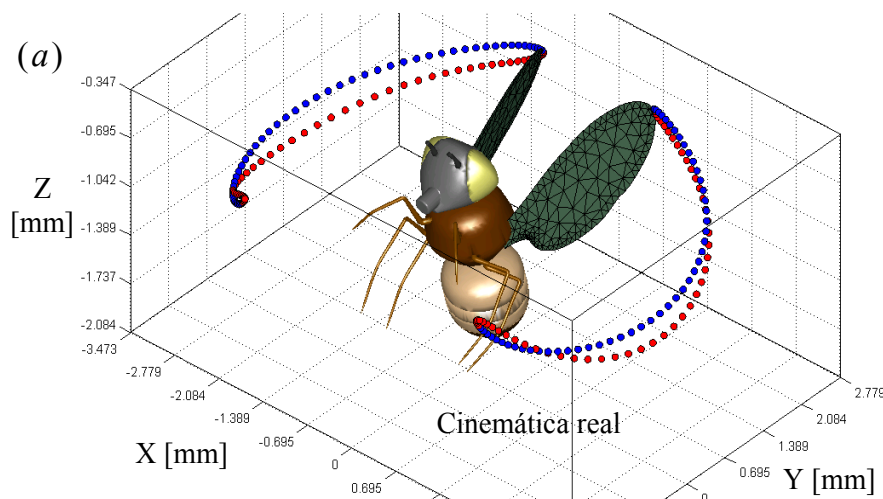 (a)
-0.347
-0.695
-1.042
-1.389
-1.737
-2.084
Z
[mm]
-3.473
-2.779
-2.084
-1.389
-0.695
0
0.695
X [mm]
Cinemática real
2.779
2.084
1.389
0.695
Y [mm]